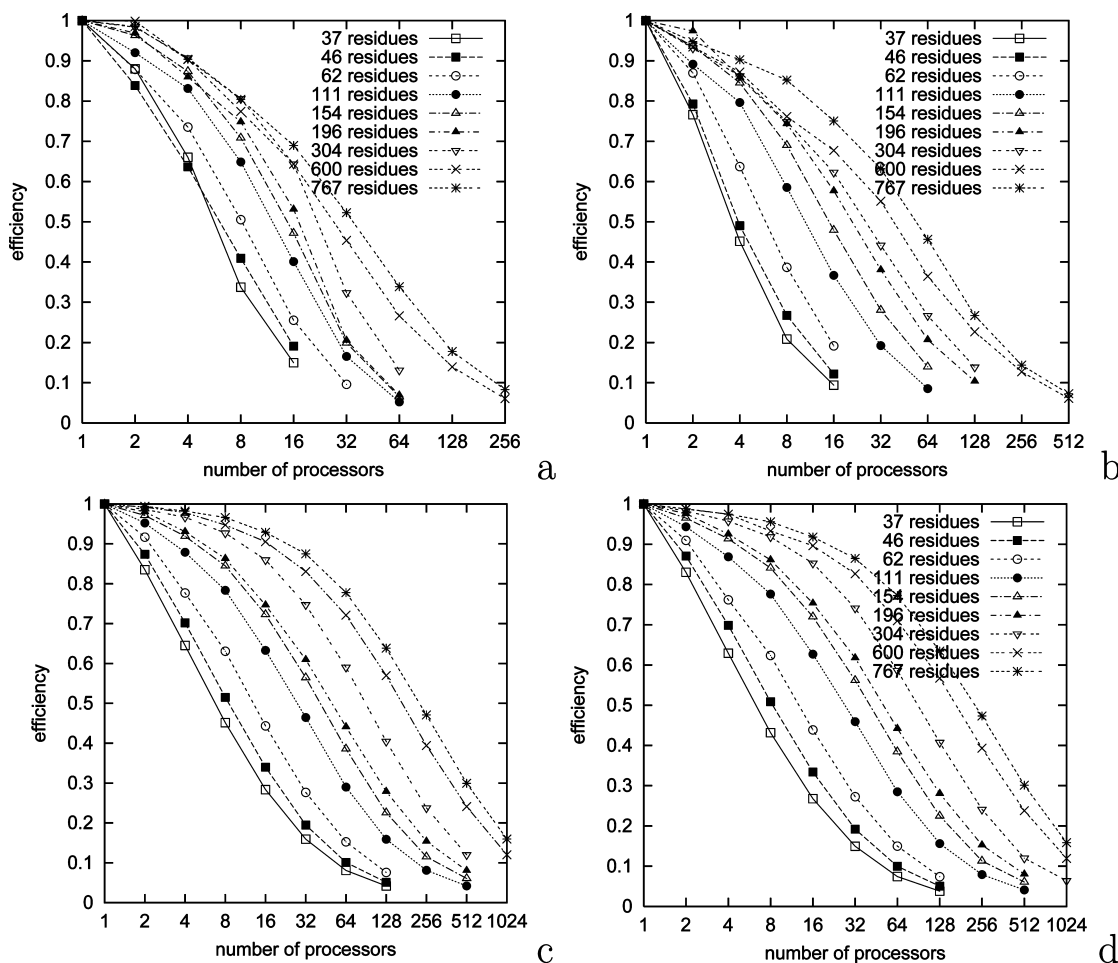 1
0.9
0.8
0.7
0.6
0.5
0.4
0.3
0.2
0.1
0
efficiency
37 residues
46 residues
62 residues
111 residues
154 residues
196 residues
304 residues
600 residues
767 residues
1 2 4 8 16 32 64 128 256
number of processors
a
1
0.9
0.8
0.7
0.6
0.5
0.4
0.3
0.2
0.1
0
efficiency
37 residues
46 residues
62 residues
111 residues
154 residues
196 residues
304 residues
600 residues
767 residues
1 2 4 8 16 32 64 128 256 512
number of processors
b
1
0.9
0.8
0.7
0.6
0.5
0.4
0.3
0.2
0.1
0
efficiency
1 2 4 8 16 32 64 128 256 512 1024
number of processors
c
1
0.9
0.8
0.7
0.6
0.5
0.4
0.3
0.2
0.1
0
efficiency
37 residues
46 residues
62 residues
111 residues
154 residues
196 residues
304 residues
600 residues
767 residues
1 2 4 8 16 32 64 128 256 512 1024
number of processors
d